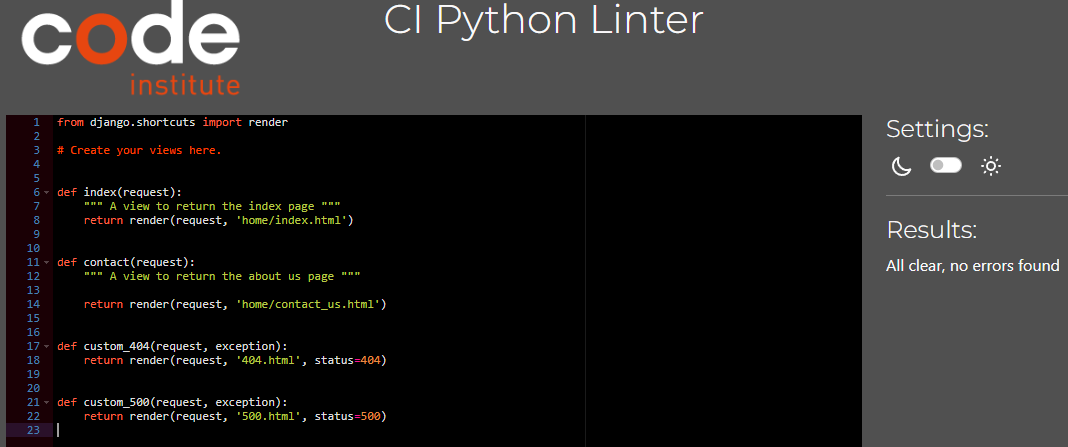 code
institute
CI Python Linter
1 from django.shortcuts import render
2
3 # Create your views here.
4
5
6 def index(request):
7     """ A view to return the index page """
8     return render(request, 'home/index.html')
9
10
11 def contact(request):
12     """ A view to return the about us page """
13
14     return render(request, 'home/contact_us.html')
15
16
17 def custom_404(request, exception):
18     return render(request, '404.html', status=404)
19
20
21 def custom_500(request, exception):
22     return render(request, '500.html', status=500)
23
Settings:
Results:
All clear, no errors found